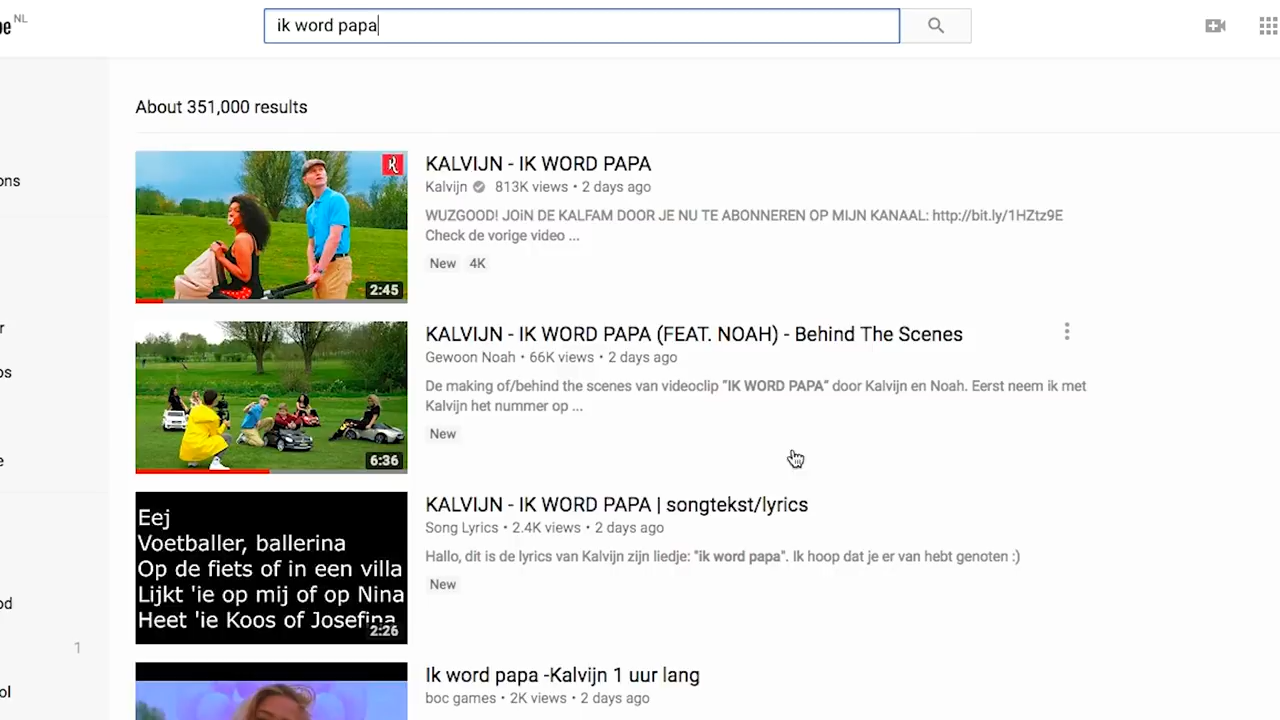 be NL
ik word papa
About 351,000 results
ons
KALVIJN - IK WORD PAPA
Kalvijn 813K views • 2 days ago
WUZGOOD! JOiN DE KALFAM DOOR JE NU TE ABONNEREN OP MIJN KANAAL: http://bit.ly/1HZtz9E
Check de vorige video ...
New 4K
2:45
r
os
e
KALVIJN - IK WORD PAPA (FEAT. NOAH) - Behind The Scenes
Gewoon Noah • 66K views • 2 days ago
De making of/behind the scenes van videoclip "IK WORD PAPA" door Kalvijn en Noah. Eerst neem ik met
Kalvijn het nummer op ...
New
6:36
Eej
Voetballer, ballerina
Op de fiets of in een villa
Lijkt 'ie op mij of op Nina
Heet 'ie Koos of Josefina
2:26
KALVIJN - IK WORD PAPA | songtekst/lyrics
Song Lyrics • 2.4K views • 2 days ago
Hallo, dit is de lyrics van Kalvijn zijn liedje: "ik word papa". Ik hoop dat je er van hebt genoten :)
New
od
1
ol
Ik word papa -Kalvijn 1 uur lang
boc games • 2K views • 2 days ago